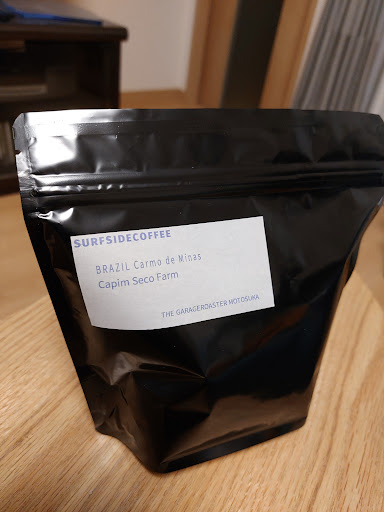 SURFSIDECOFFEE
BRAZIL Carmo de Minas
Capim Seco Farm
THE GARAGEROASTER MOTOSUKA